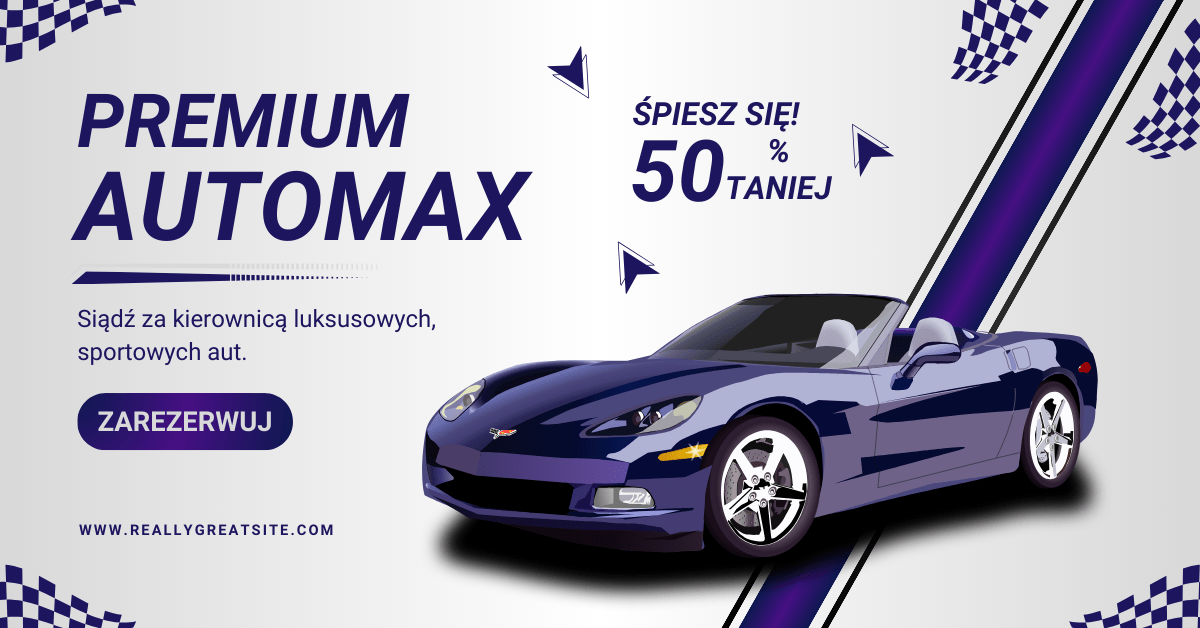 PREMIUM
AUTOMAX
Siądź za kierownicą luksusowych,
sportowych aut.
ZAREZERWUJ
WWW.REALLYGREATSITE.COM
ŚPIESZ SIĘ!
50 %
TANIEJ